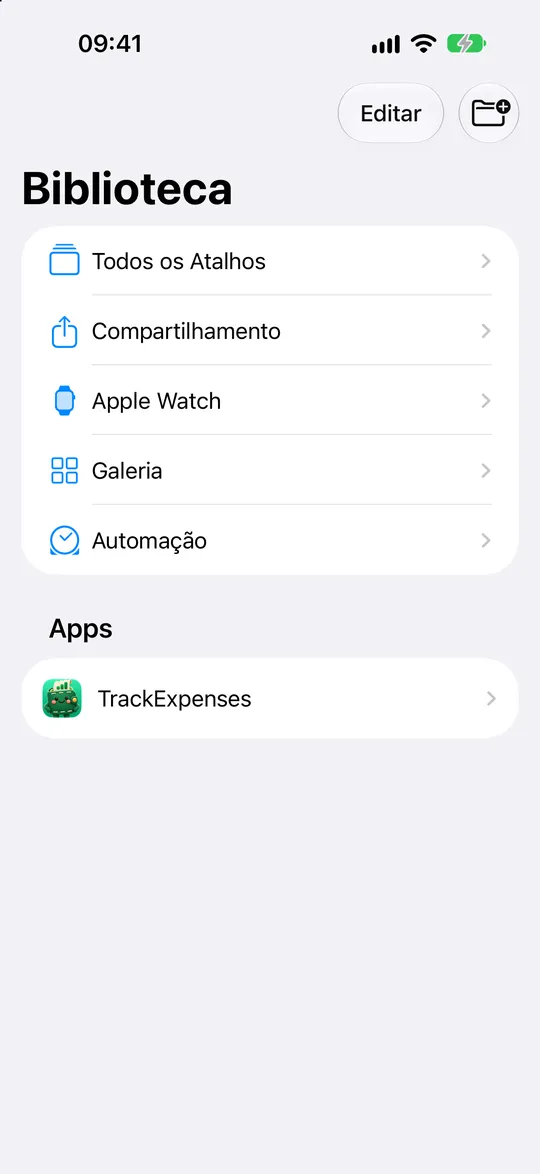 09:41
Editar
Biblioteca
Todos os Atalhos
Compartilhamento
Apple Watch
Galeria
Automação
Apps
TrackExpenses